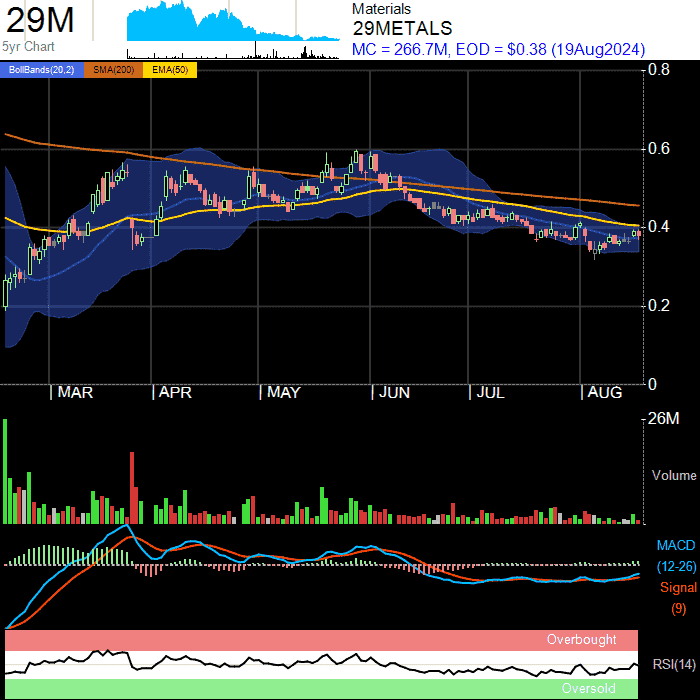 29M
5yr Chart
Materials
29METALS
MC = 266.7M, EOD = $0.38 (19Aug2024)
BollBands(20,2) SMA(200) EMA(50)
0.8
0.6
0.4
0.2
0
MAR APR MAY JUN JUL AUG
26M
Volume
MACD
(12-26)
Signal
(9)
Overbought
RSI(14)
Oversold